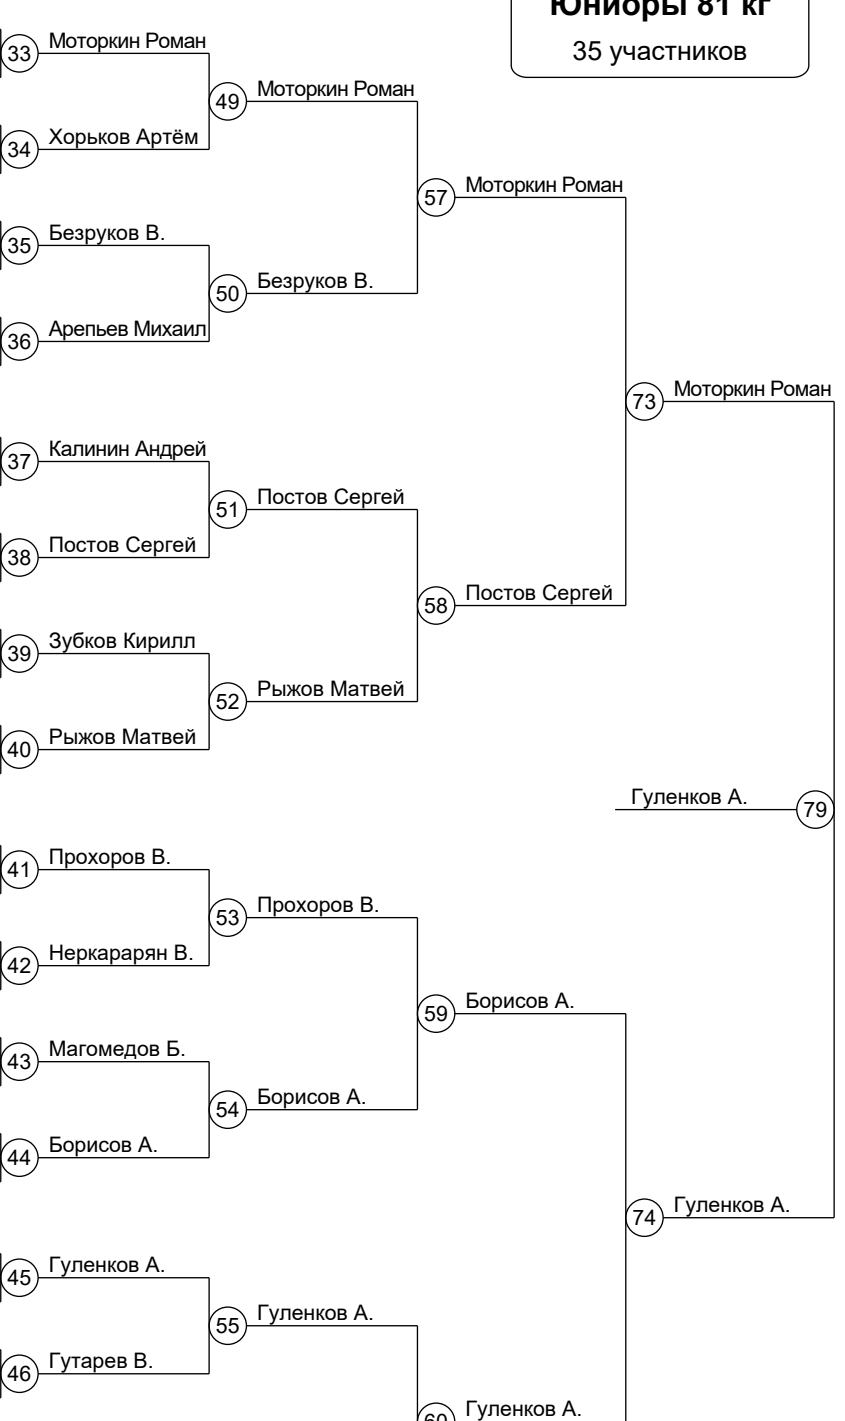 Юниоры 81 кг
35 участников
33 Моторкин Роман
49 Моторкин Роман
34 Хорьков Артём
57 Моторкин Роман
35 Безруков В.
50 Безруков В.
36 Арепьев Михаил
73 Моторкин Роман
37 Калинин Андрей
51 Постов Сергей
38 Постов Сергей
58 Постов Сергей
39 Зубков Кирилл
52 Рыжов Матвей
40 Рыжов Матвей
Гуленков А. 79
41 Прохоров В.
53 Прохоров В.
42 Неркарарян В.
59 Борисов А.
43 Магомедов Б.
54 Борисов А.
44 Борисов А.
74 Гуленков А.
45 Гуленков А.
55 Гуленков А.
46 Гутарев В.
60 Гуленков А.